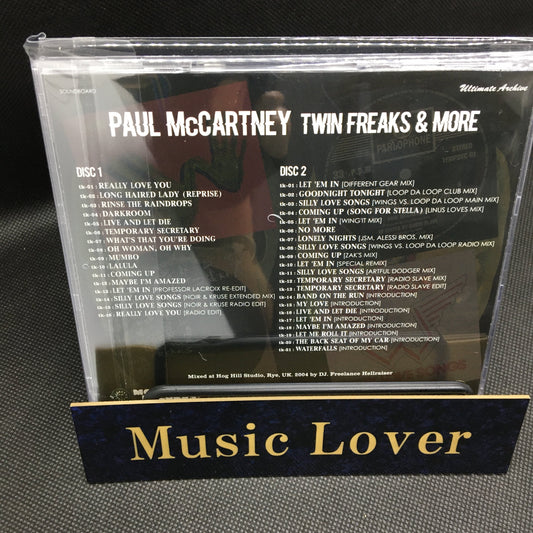 SOUNDBOARD
Ultimate Archive
PAUL McCARTNEY TWIN FREAKS & MORE
DISC 1
tk-01 : REALLY LOVE YOU
tk-02 : LONG HAIRED LADY (REPRISE)
tk-03 : RINSE THE RAINDROPS
tk-04 : DARKROOM
tk-05 : LIVE AND LET DIE
tk-06 : TEMPORARY SECRETARY
tk-07 : WHAT'S THAT YOU'RE DOING
tk-08 : OH WOMAN, OH WHY
tk-09 : MUMBO
tk-10 : LALULA
tk-11 : COMING UP
tk-12 : MAYBE I'M AMAZED
tk-13 : LET 'EM IN [PROFESSOR LACROIX RE-EDIT]
tk-14 : SILLY LOVE SONGS [NOIR & KRUSE EXTENDED MIX]
tk-15 : SILLY LOVE SONGS [NOIR & KRUSE RADIO EDIT]
tk-16 : REALLY LOVE YOU [RADIO EDIT]
DISC 2
tk-01 : LET 'EM IN [DIFFERENT GEAR MIX]
tk-02 : GOODNIGHT TONIGHT [LOOP DA LOOP CLUB MIX]
tk-03 : SILLY LOVE SONGS [WINGS VS. LOOP DA LOOP MAIN MIX]
tk-04 : COMING UP (SONG FOR STELLA) [LINUS LOVES MIX]
tk-05 : LET 'EM IN [WINGIT MIX]
tk-06 : NO MORE
tk-07 : LONELY NIGHTS [JSM, ALESSI BROS. MIX]
tk-08 : SILLY LOVE SONGS [WINGS VS. LOOP DA LOOP RADIO MIX]
tk-09 : COMING UP [ZAK'S MIX]
tk-10 : LET 'EM IN [SPECIAL REMIX]
tk-11 : SILLY LOVE SONGS [ARTFUL DODGER MIX]
tk-12 : TEMPORARY SECRETARY [RADIO SLAVE MIX]
tk-13 : TEMPORARY SECRETARY [RADIO SLAVE EDIT]
tk-14 : BAND ON THE RUN [INTRODUCTION]
tk-15 : MY LOVE [INTRODUCTION]
tk-16 : LIVE AND LET DIE [INTRODUCTION]
tk-17 : LET 'EM IN [INTRODUCTION]
tk-18 : MAYBE I'M AMAZED [INTRODUCTION]
tk-19 : LET ME ROLL IT [INTRODUCTION]
tk-20 : THE BACK SEAT OF MY CAR [INTRODUCTION]
tk-21 : WATERFALLS [INTRODUCTION]
PARLOPHONE
Mixed at Hog Hill Studio, Rye, UK. 2004 by DJ. Freelance Hellraiser
Music Lover